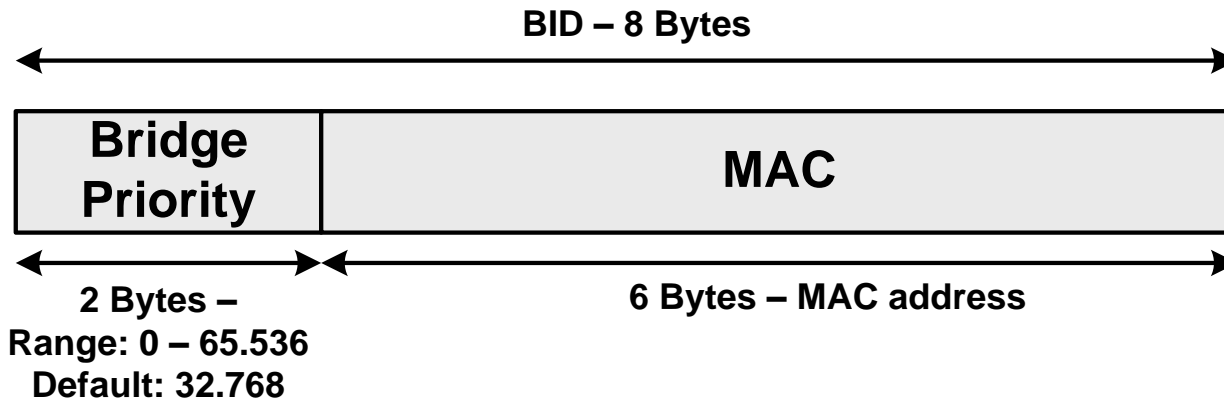 BID – 8 Bytes
Bridge
Priority
MAC
2 Bytes –
Range: 0 – 65.536
Default: 32.768
6 Bytes – MAC address